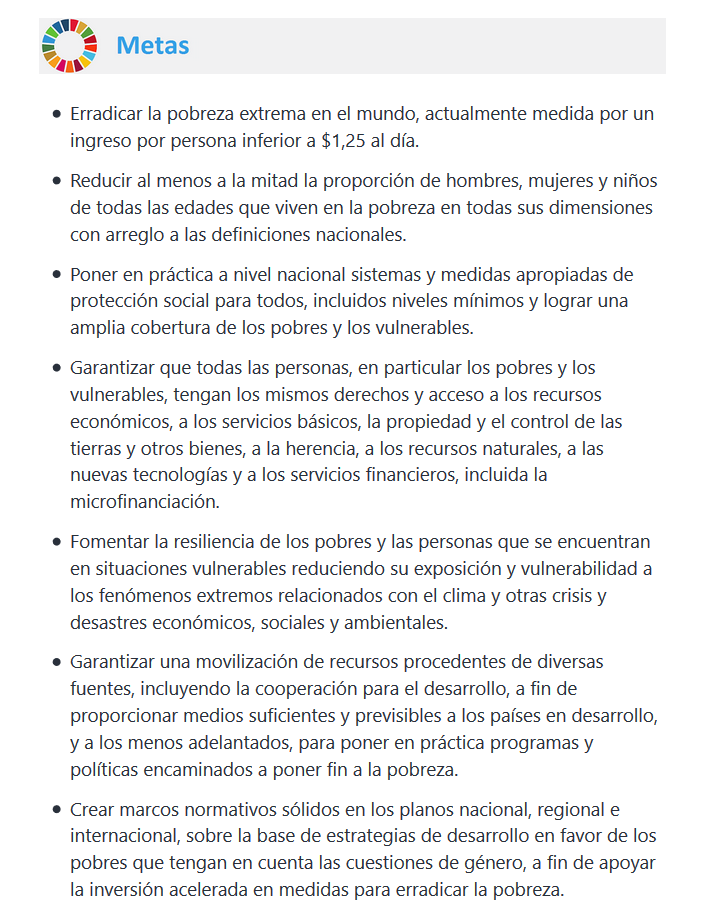 Metas
Erradicar la pobreza extrema en el mundo, actualmente medida por un
ingreso por persona inferior a $1,25 al día.
Reducir al menos a la mitad la proporción de hombres, mujeres y niños
de todas las edades que viven en la pobreza en todas sus dimensiones
con arreglo a las definiciones nacionales.
Poner en práctica a nivel nacional sistemas y medidas apropiadas de
protección social para todos, incluidos niveles mínimos y lograr una
amplia cobertura de los pobres y los vulnerables.
Garantizar que todas las personas, en particular los pobres y los
vulnerables, tengan los mismos derechos y acceso a los recursos
económicos, a los servicios básicos, la propiedad y el control de las
tierras y otros bienes, a la herencia, a los recursos naturales, a las
nuevas tecnologías y a los servicios financieros, incluida la
microfinanciación.
Fomentar la resiliencia de los pobres y las personas que se encuentran
en situaciones vulnerables reduciendo su exposición y vulnerabilidad a
los fenómenos extremos relacionados con el clima y otras crisis y
desastres económicos, sociales y ambientales.
Garantizar una movilización de recursos procedentes de diversas
fuentes, incluyendo la cooperación para el desarrollo, a fin de
proporcionar medios suficientes y previsibles a los países en desarrollo,
y a los menos adelantados, para poner en práctica programas y
políticas encaminados a poner fin a la pobreza.
Crear marcos normativos sólidos en los planos nacional, regional e
internacional, sobre la base de estrategias de desarrollo en favor de los
pobres que tengan en cuenta las cuestiones de género, a fin de apoyar
la inversión acelerada en medidas para erradicar la pobreza.